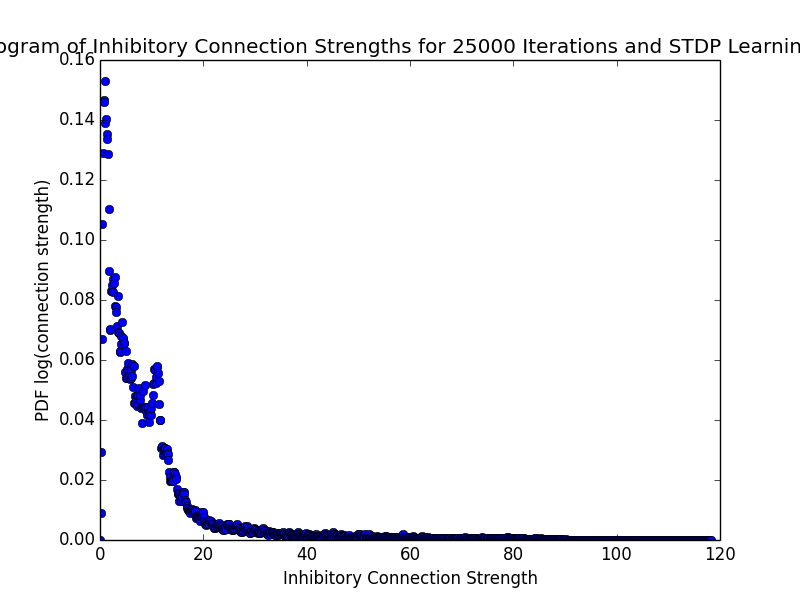 ogram of Inhibitory Connection Strengths for 25000 Iterations and STDP Learnin
0.16
0.14
0.12
0.10
0.08
0.06
0.04
0.02
0.00
PDF log(connection strength)
0 20 40 60 80 100 120
Inhibitory Connection Strength